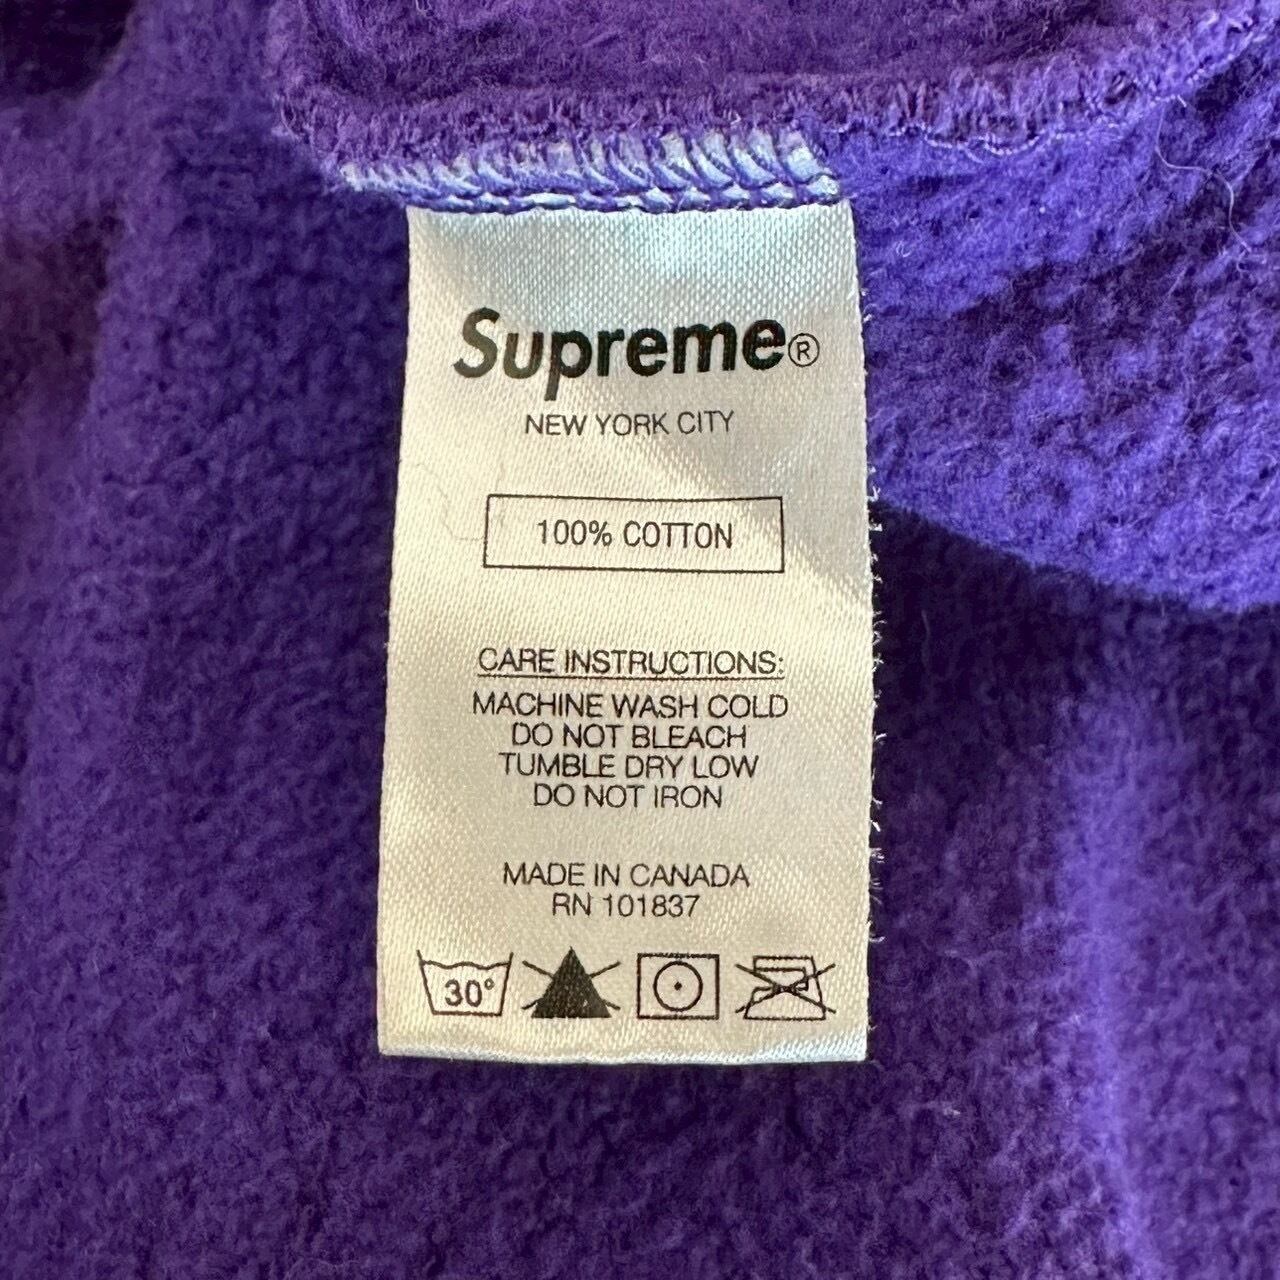 Supreme®
NEW YORK CITY
100% COTTON
CARE INSTRUCTIONS:
MACHINE WASH COLD
DO NOT BLEACH
TUMBLE DRY LOW
DO NOT IRON
MADE IN CANADA
RN 101837
30°